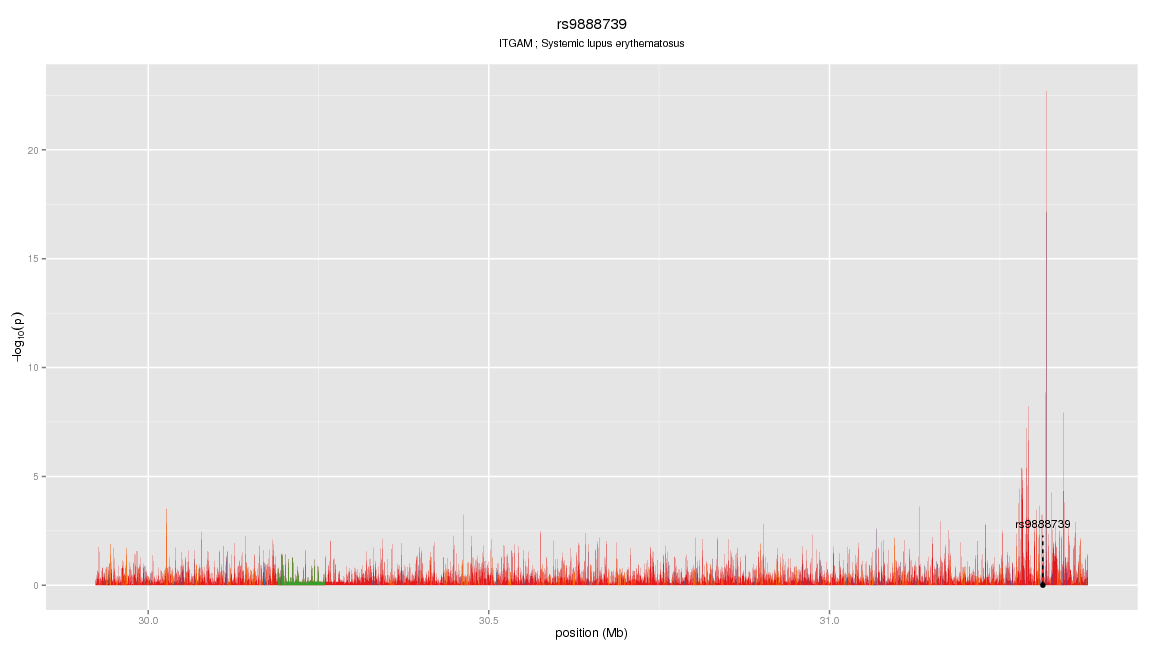 rs9888739
ITGAM ; Systemic lupus erythematosus
−log10(p)
20
15
10
5
0
rs9888739
30.0
30.5
31.0
position (Mb)